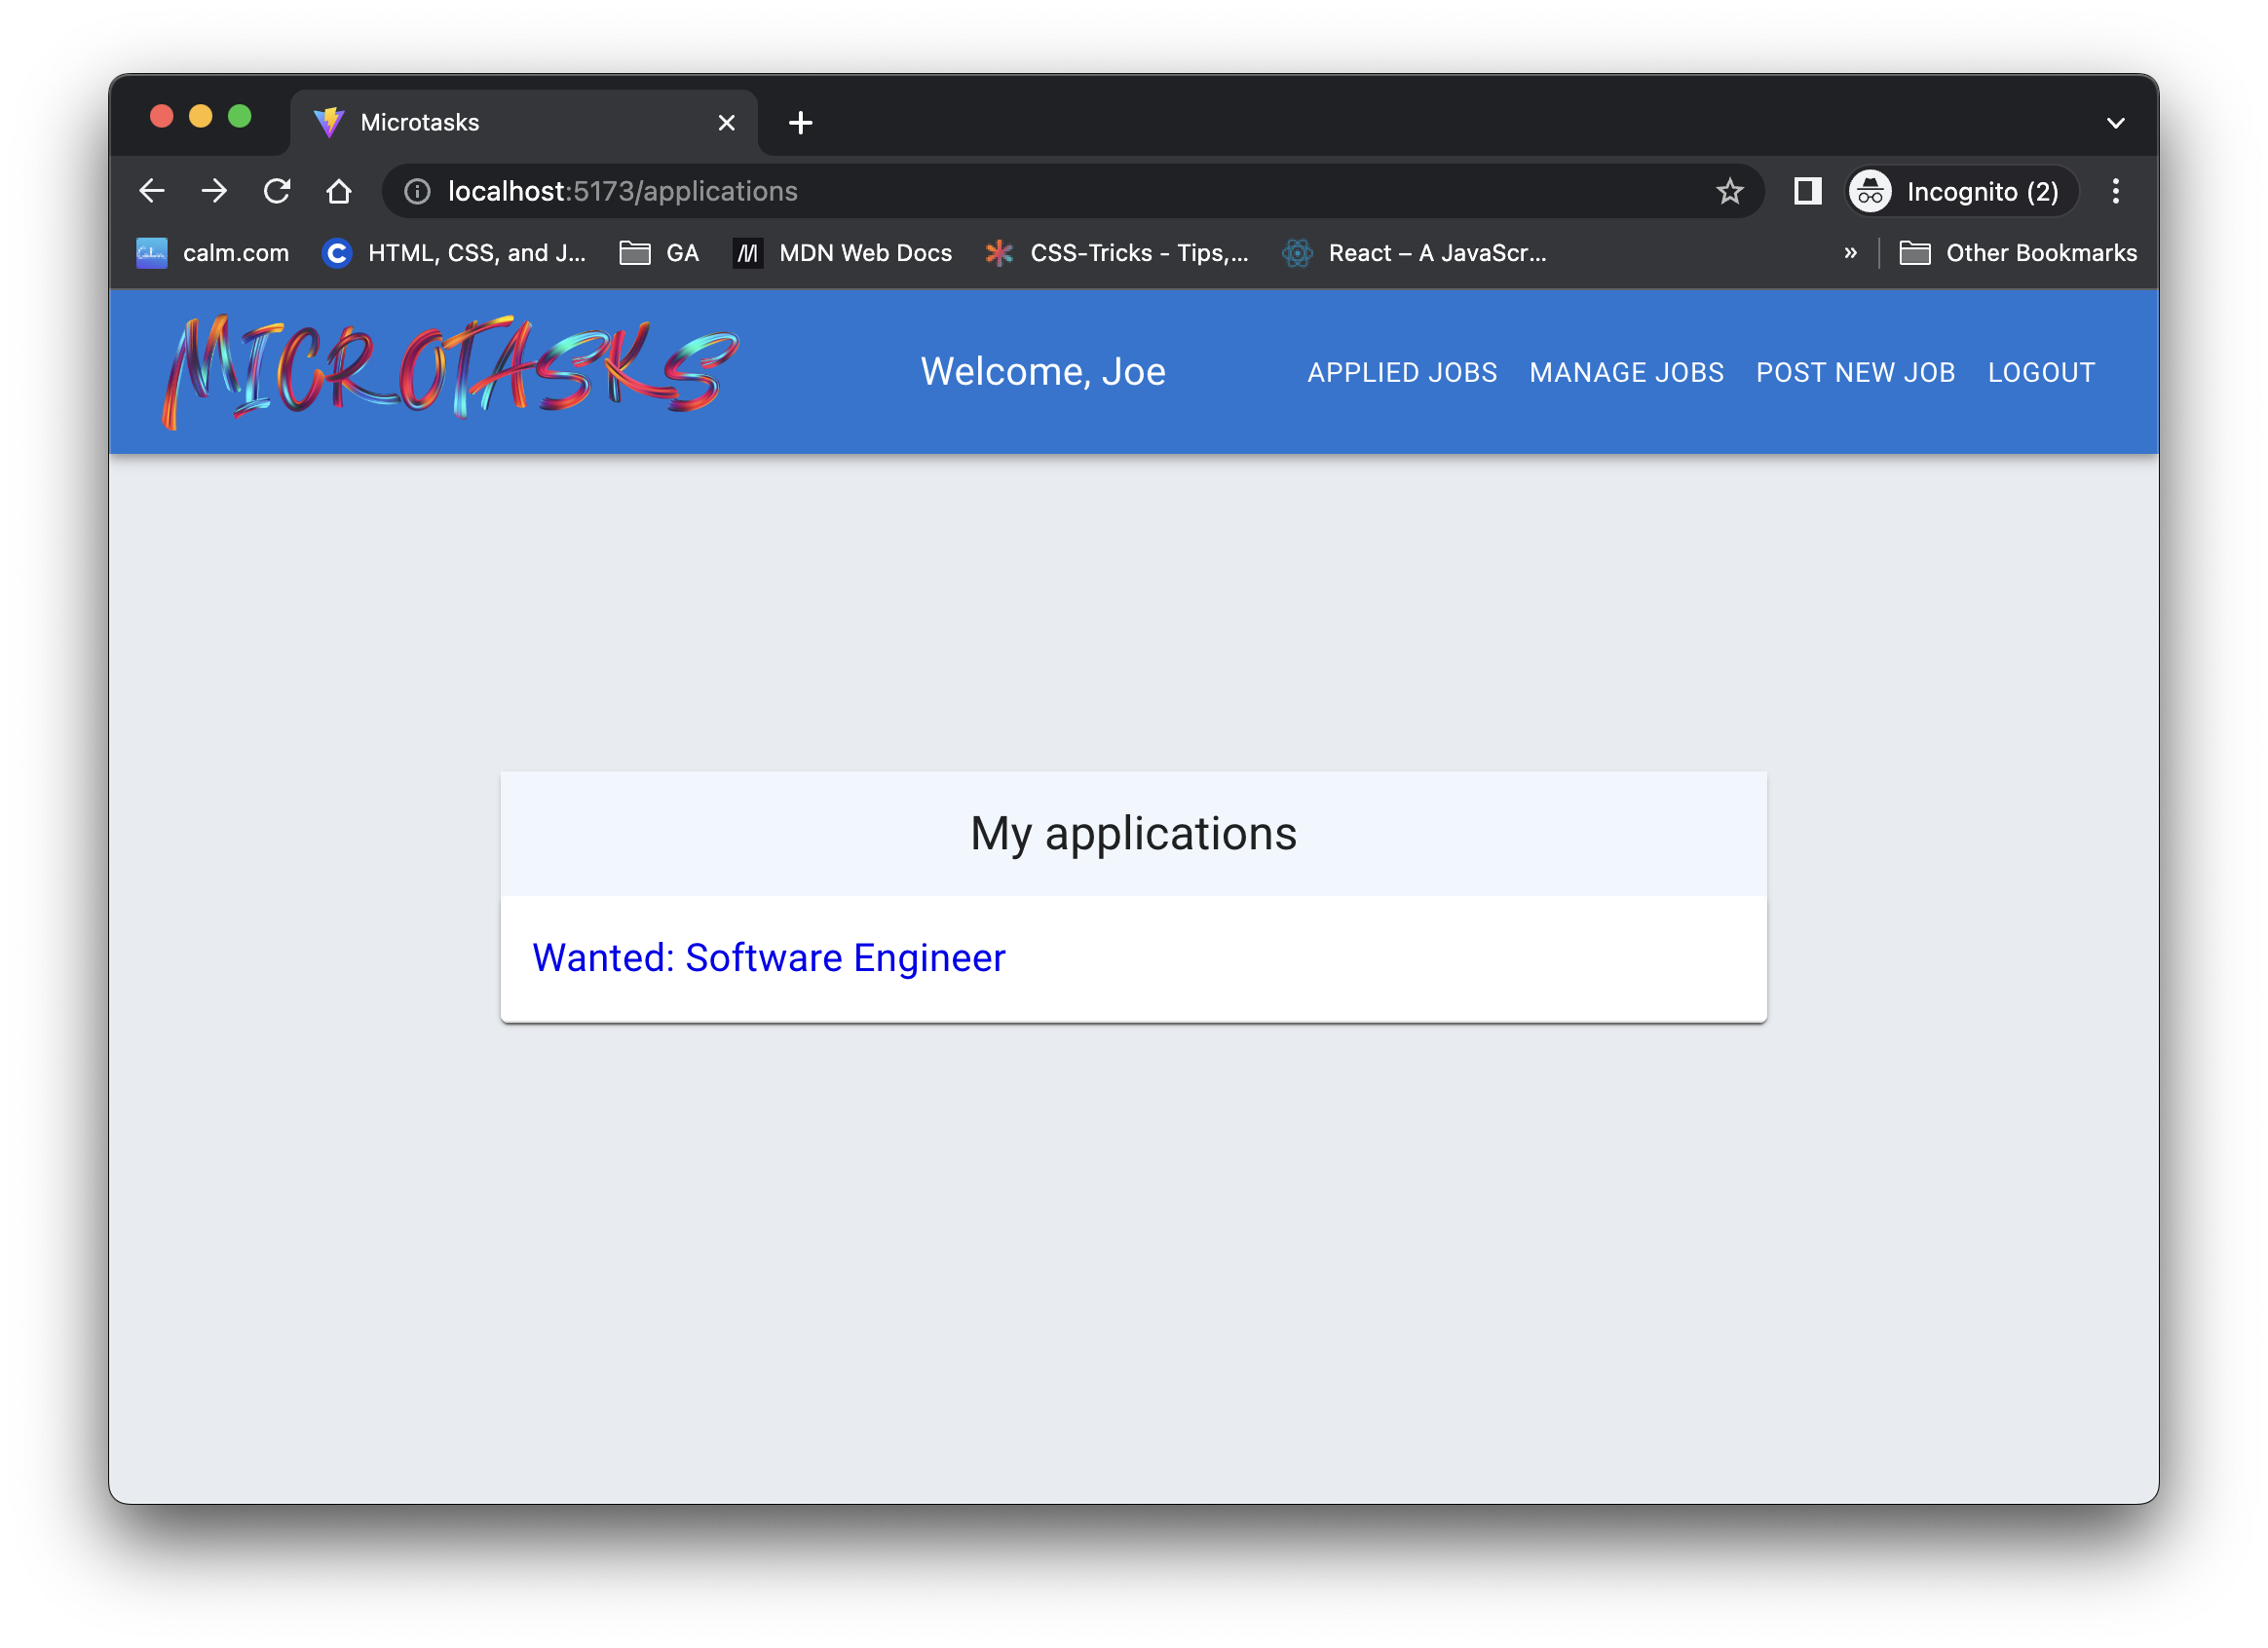 Microtasks
localhost:5173/applications
Incognito (2)
calm.com
HTML, CSS, and J...
GA
MDN Web Docs
CSS-Tricks - Tips,...
React – A JavaScr...
»
Other Bookmarks
MICROTASKS
Welcome, Joe
APPLIED JOBS
MANAGE JOBS
POST NEW JOB
LOGOUT
My applications
Wanted: Software Engineer